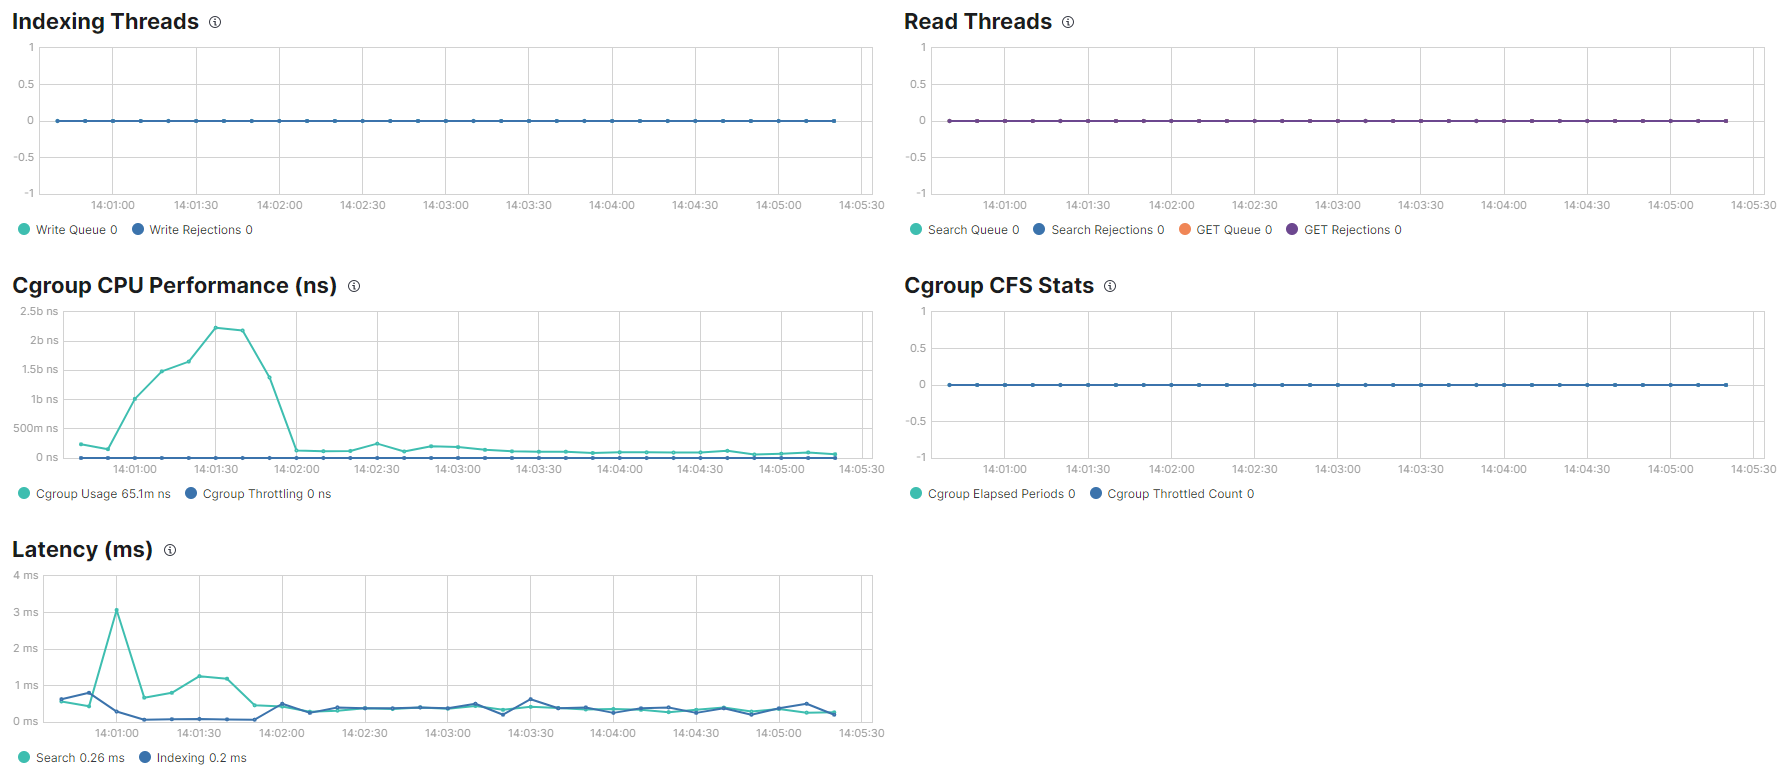 Indexing Threads
1
0.5
0
-0.5
-1
14:01:00 14:01:30 14:02:00 14:02:30 14:03:00 14:03:30 14:04:00 14:04:30 14:05:00 14:05:30
Write Queue 0 Write Rejections 0
Read Threads
1
0.5
0
-0.5
-1
14:01:00 14:01:30 14:02:00 14:02:30 14:03:00 14:03:30 14:04:00 14:04:30 14:05:00 14:05:30
Search Queue 0 Search Rejections 0 GET Queue 0 GET Rejections 0
Cgroup CPU Performance (ns)
2.5b ns
2b ns
1.5b ns
1b ns
500m ns
0 ns
14:01:00 14:01:30 14:02:00 14:02:30 14:03:00 14:03:30 14:04:00 14:04:30 14:05:00 14:05:30
Cgroup Usage 65.1m ns Cgroup Throttling 0 ns
Cgroup CFS Stats
1
0.5
0
-0.5
-1
14:01:00 14:01:30 14:02:00 14:02:30 14:03:00 14:03:30 14:04:00 14:04:30 14:05:00 14:05:30
Cgroup Elapsed Periods 0 Cgroup Throttled Count 0
Latency (ms)
4 ms
3 ms
2 ms
1 ms
0 ms
14:01:00 14:01:30 14:02:00 14:02:30 14:03:00 14:03:30 14:04:00 14:04:30 14:05:00 14:05:30
Search 0.26 ms Indexing 0.2 ms